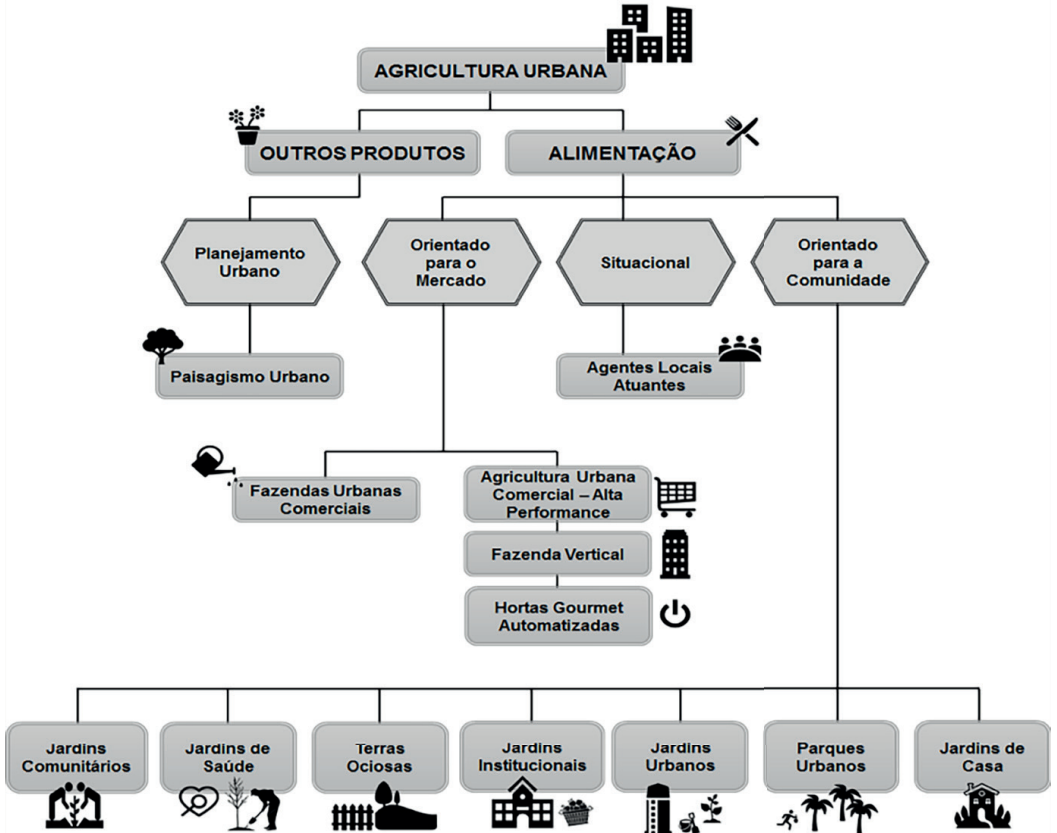 AGRICULTURA URBANA
OUTROS PRODUTOS
ALIMENTAÇÃO
Planejamento
Urbano
Orientado
para o
Mercado
Situacional
Orientado
para a
Comunidade
Paisagismo Urbano
Agentes Locais
Atuantes
Fazendas Urbanas
Comerciais
Agricultura Urbana
Comercial – Alta
Performance
Fazenda Vertical
Hortas Gourmet
Automatizadas
Jardins
Comunitários
Jardins de
Saúde
Terras
Ociosas
Jardins
Institucionais
Jardins
Urbanos
Parques
Urbanos
Jardins de
Casa